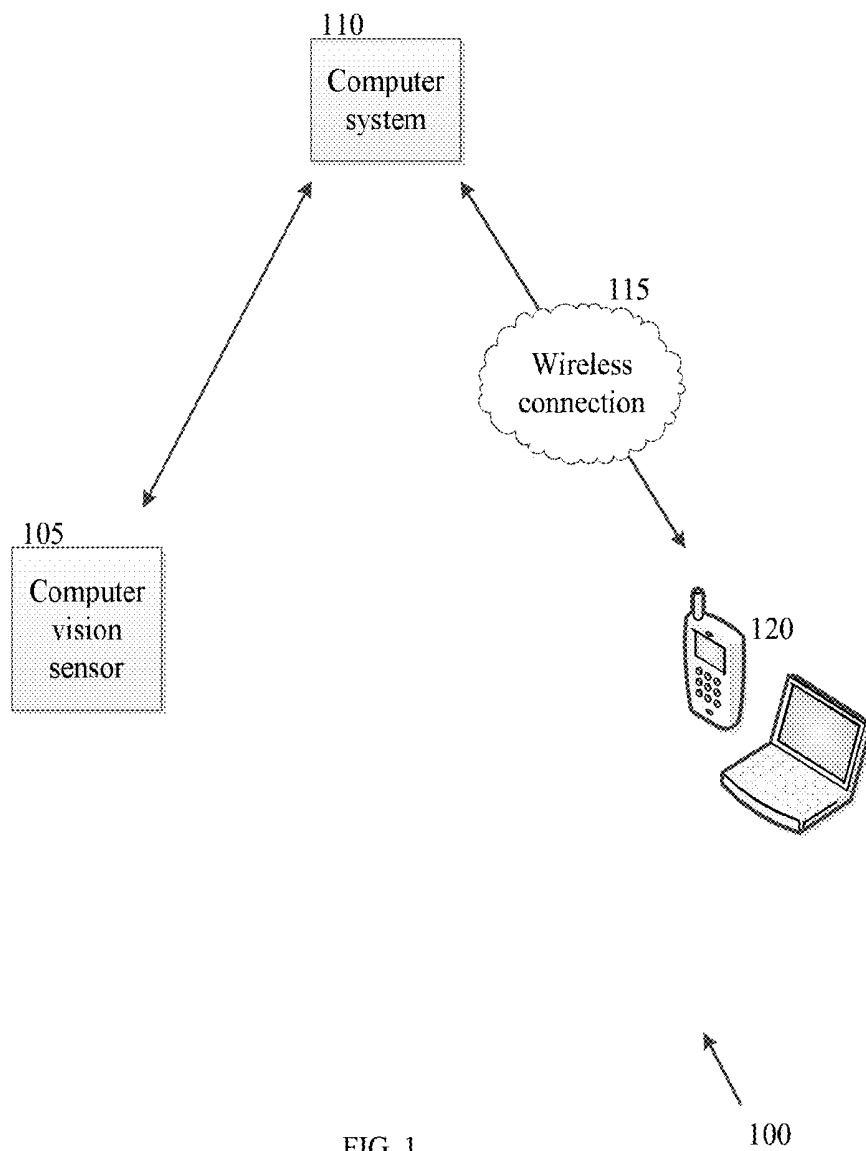 110
Computer
system
115
Wireless
connection
105
Computer
vision
sensor
120
100
FIG. 1